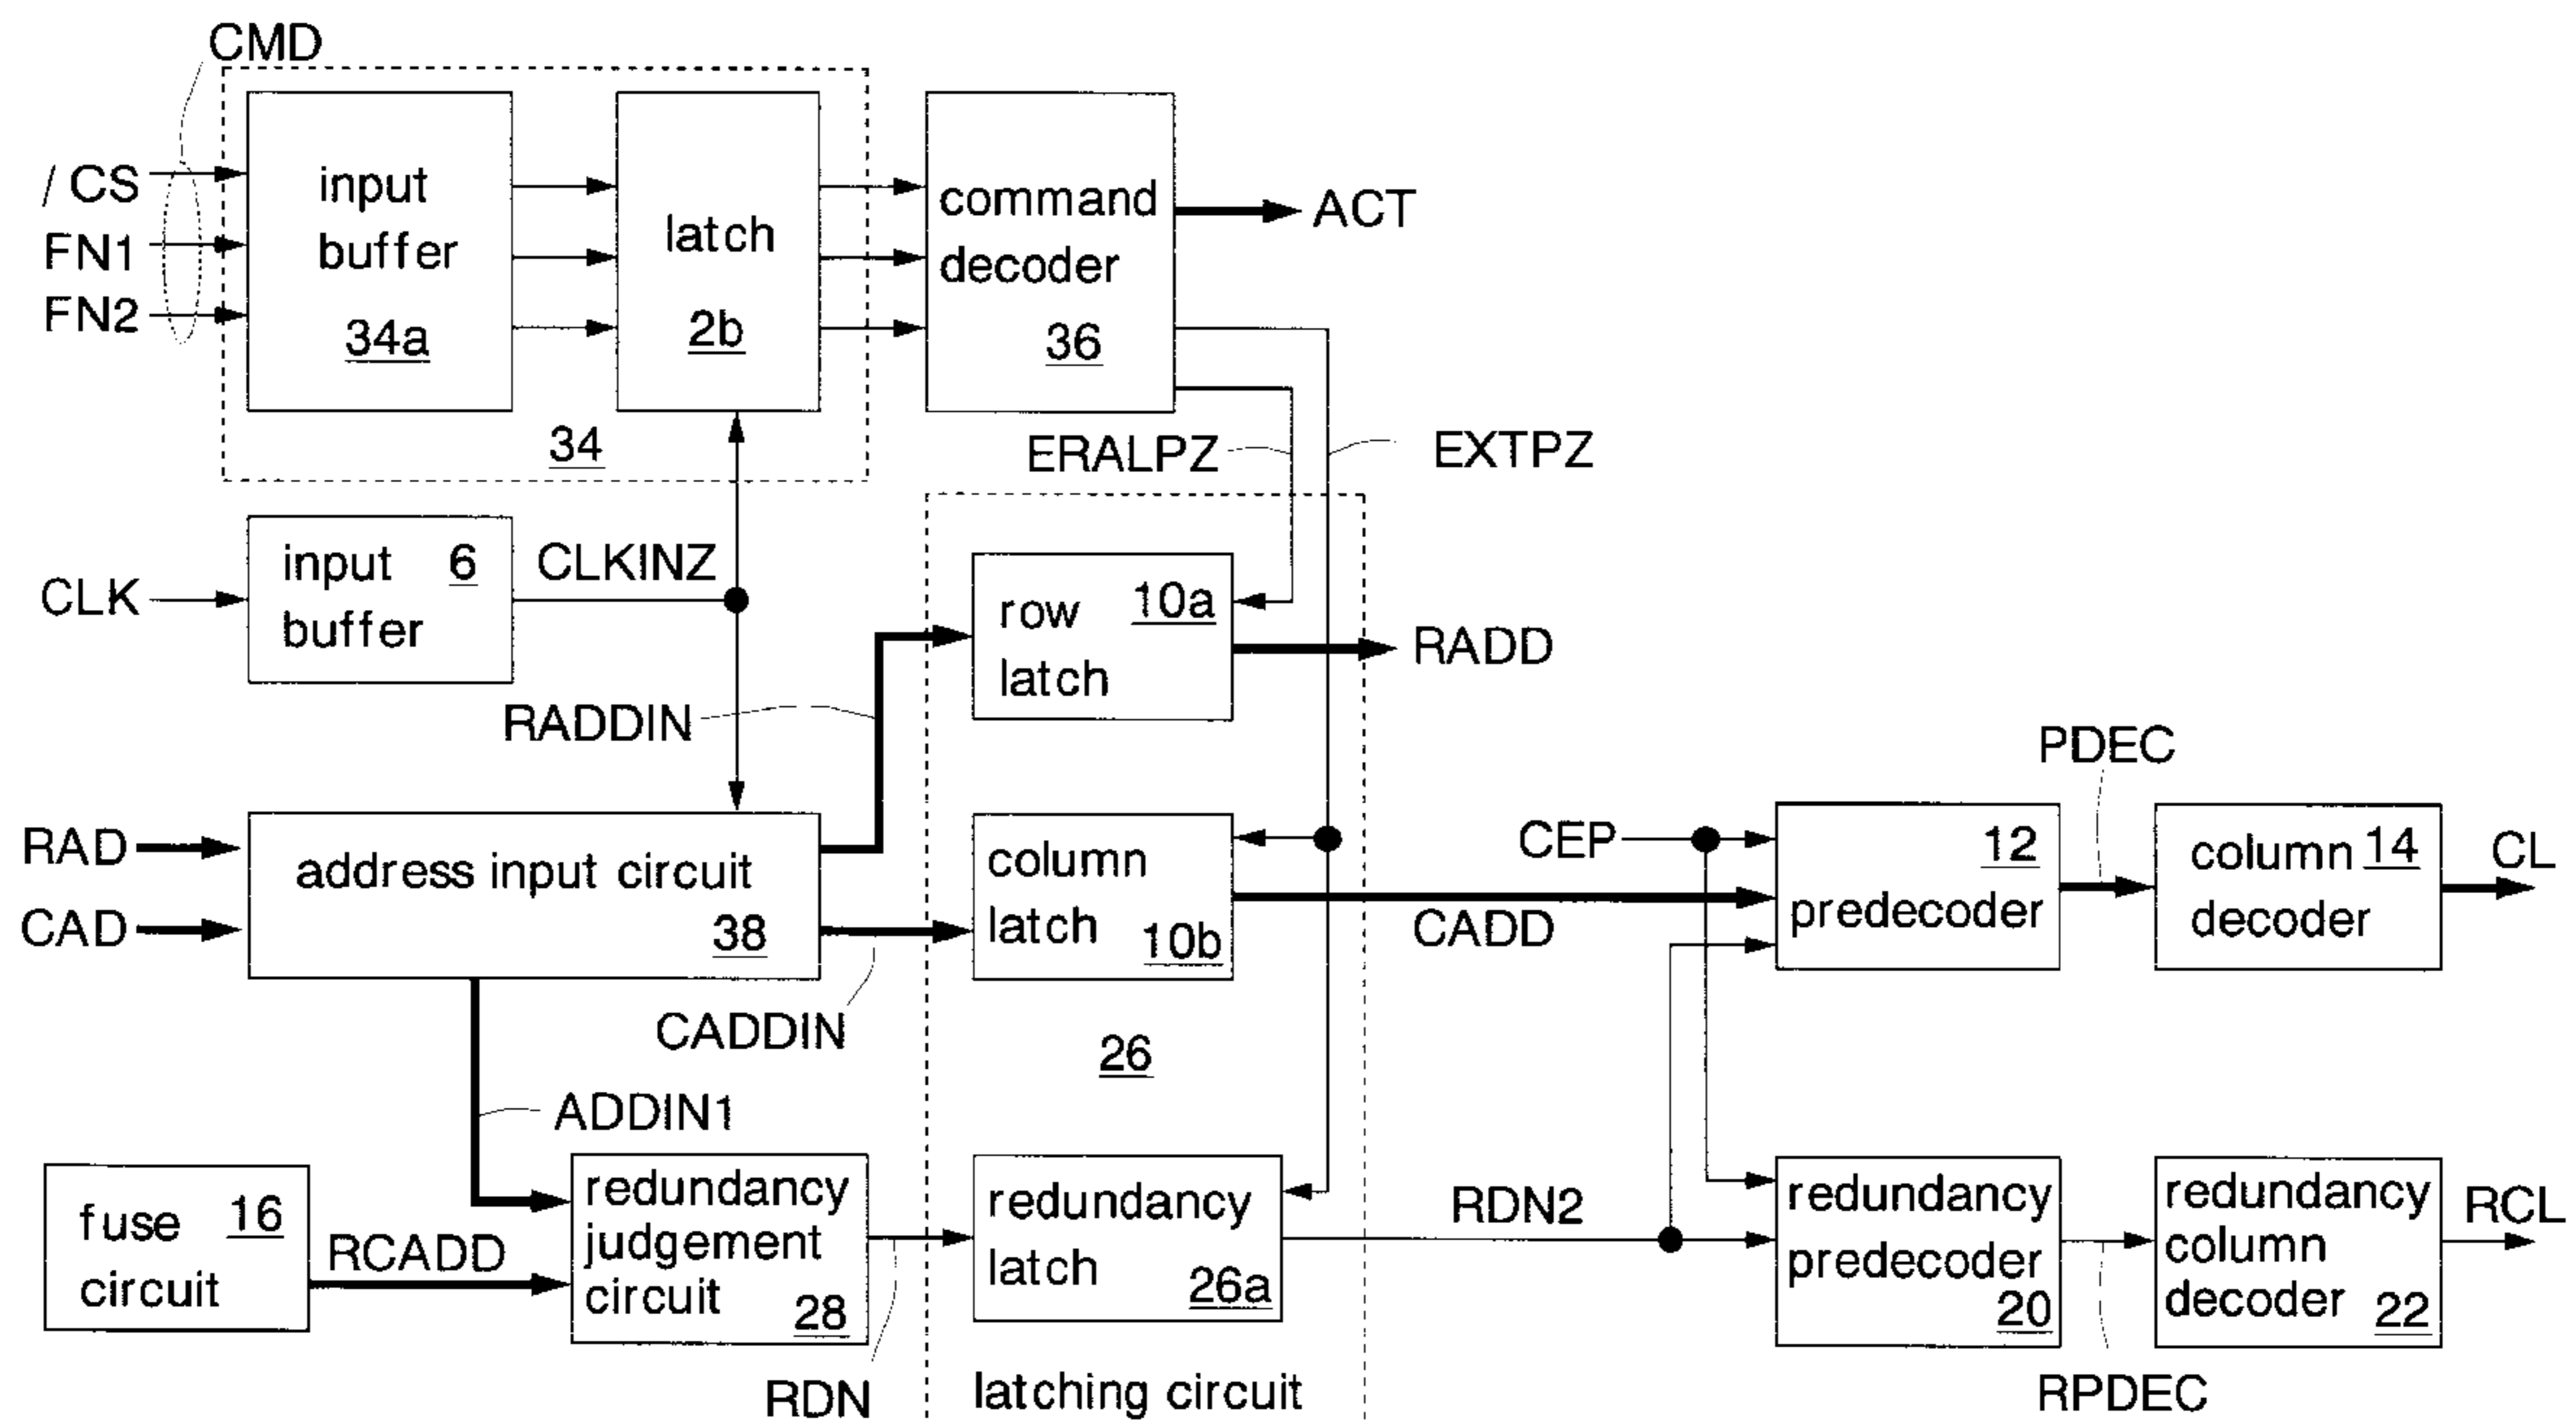 CMD
/ CS
FN1
FN2
input
buffer
34a
latch
2b
34
command
decoder
36
ACT
ERALPZ
EXTPZ
CLK
input
buffer
6
CLKINZ
row
latch
10a
RADD
RADDIN
RAD
CAD
address input circuit
38
CADDIN
column
latch
10b
CADD
CEP
12
predecoder
PDEC
column
decoder
14
CL
26
ADDIN1
fuse
circuit
16
RCADD
redundancy
judgement
circuit
28
RDN
redundancy
latch
26a
latching circuit
RDN2
redundancy
predecoder
20
RPDEC
redundancy
column
decoder
22
RCL